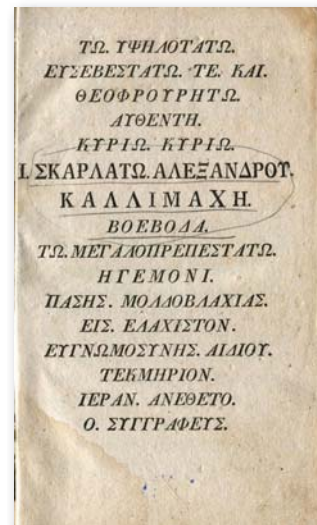 ΤΩ. ΥΨΗΛΟΤΑΤΩ.
ΕΥΣΕΒΕΣΤΑΤΩ. ΤΕ. ΚΑΙ.
ΘΕΟΦΡΟΥΡΗΤΩ.
ΑΥΘΕΝΤΗ.
ΚΥΡΙΩ. ΚΥΡΙΩ.
Ι. ΣΚΑΡΛΑΤΩ. ΑΛΕΞΑΝΔΡΟΥ.
ΚΑΛΛΙΜΑΧΗ.
ΒΟΕΒΟΔΑ.
ΤΩ. ΜΕΓΑΛΟΠΡΕΠΕΣΤΑΤΩ.
ΗΓΕΜΟΝΙ.
ΠΑΣΗΣ. ΜΟΛΔΟΒΛΑΧΙΑΣ.
ΕΙΣ. ΕΛΑΧΙΣΤΟΝ.
ΕΥΓΝΩΜΟΣΥΝΗΣ. ΑΙΔΙΟΥ.
ΤΕΚΜΗΡΙΟΝ.
ΙΕΡΑΝ. ΑΝΕΘΕΤΟ.
Ο. ΣΥΓΓΡΑΦΕΥΣ.